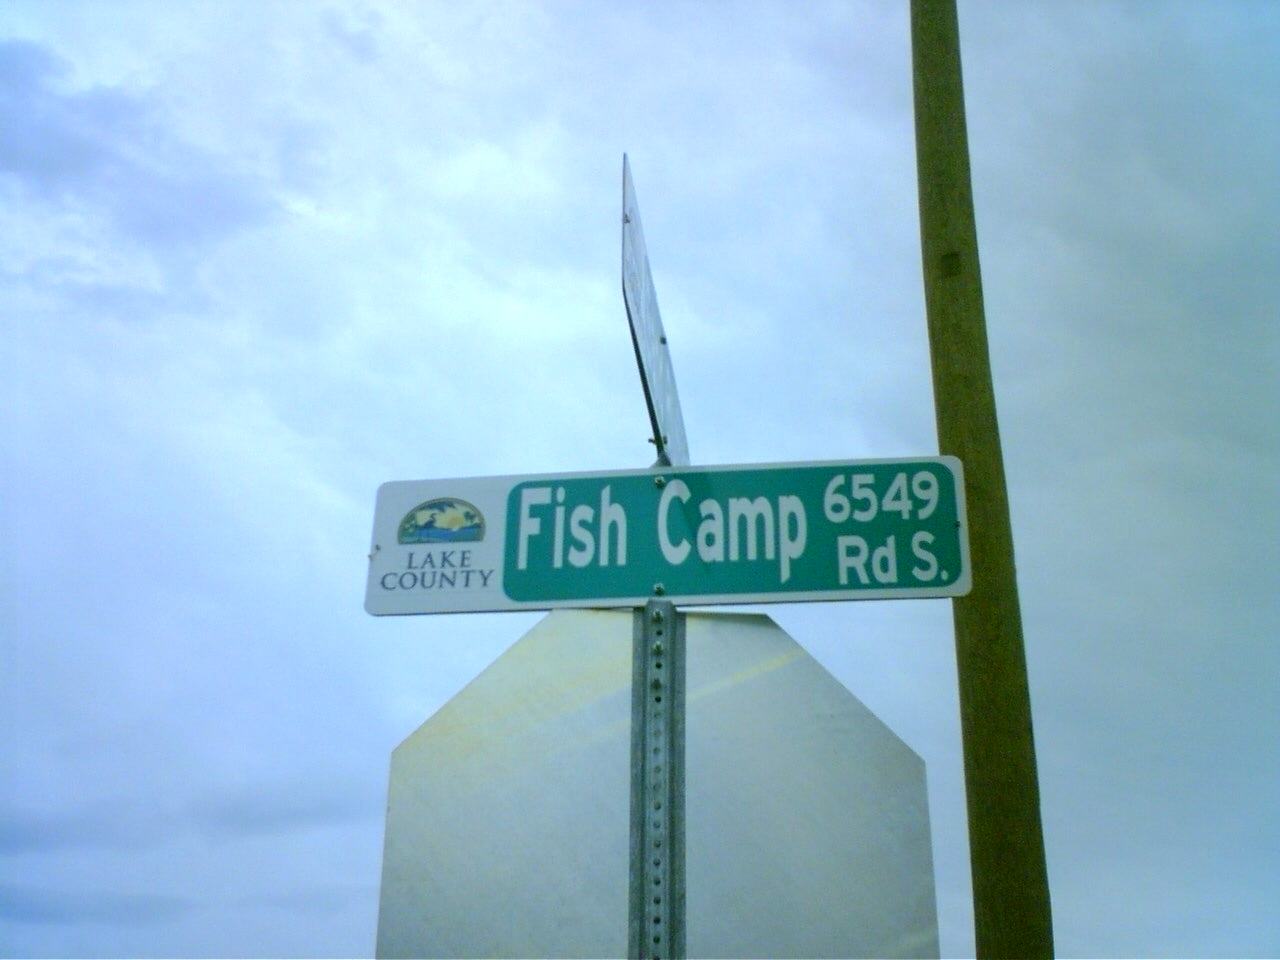 LAKE
COUNTY
Fish Camp
6549
Rd S.